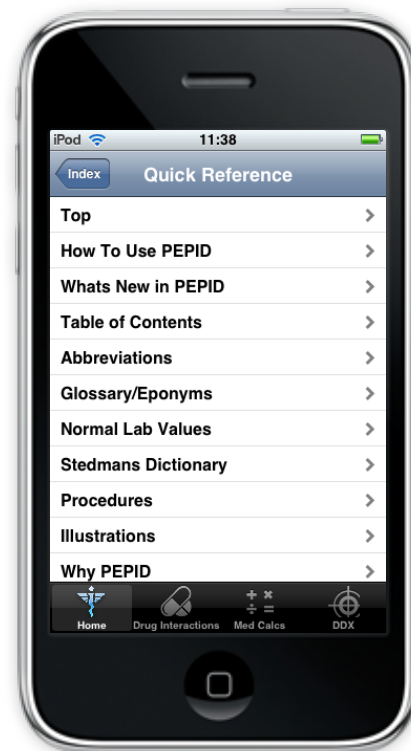 iPod 11:38
Index Quick Reference
Top
How To Use PEPID
Whats New in PEPID
Table of Contents
Abbreviations
Glossary/Eponyms
Normal Lab Values
Stedmans Dictionary
Procedures
Illustrations
Why PEPID
Home Drug Interactions Med Calcs DDX